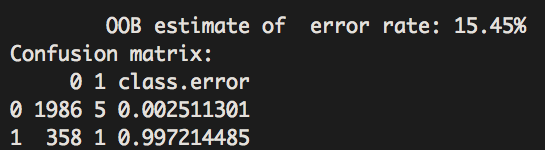 OOB estimate of  error rate: 15.45%
Confusion matrix:
     0 1 class.error
0 1986 5 0.002511301
1  358 1 0.997214485